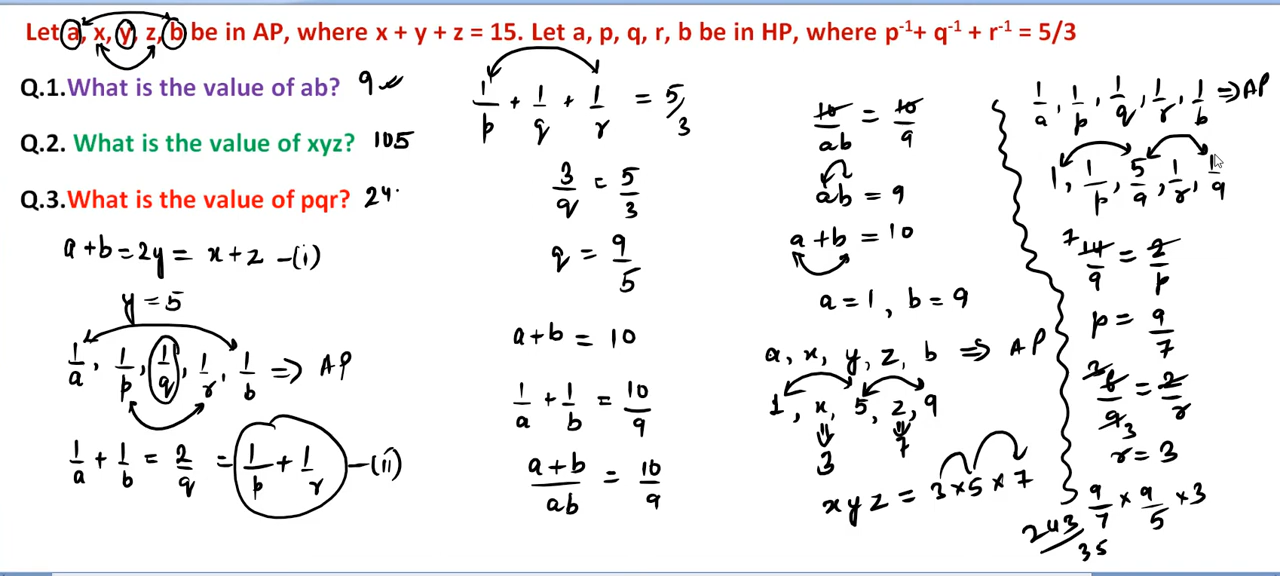 Let a, x, y, z, b be in AP, where x + y + z = 15. Let a, p, q, r, b be in HP, where p⁻¹+ q⁻¹ + r⁻¹ = 5/3
Q.1.What is the value of ab? 9
Q.2. What is the value of xyz? 105
Q.3.What is the value of pqr? 24
a+b = 2y = x+z —(i)
y = 5
1/a, 1/p, 1/q, 1/r, 1/b => AP
1/a + 1/b = 2/q = 1/p + 1/r —(ii)
1/p + 1/q + 1/r = 5/3
3/q = 5/3
q = 9/5
a+b = 10
1/a + 1/b = 10/9
a+b/ab = 10/9
10/ab = 10/9
ab = 9
a+b = 10
a = 1, b = 9
a, x, y, z, b => AP
1, x, 5, z, 9
3 7
xyz = 3×5×7
1/a, 1/p, 1/q, 1/r, 1/b => AP
1, 1/p, 5/9, 1/r, 1/9
7 14/9 = 2/p
p = 9/7
2 6/9 3 = 2/r
r = 3
9/7 × 9/5 × 3
243/35